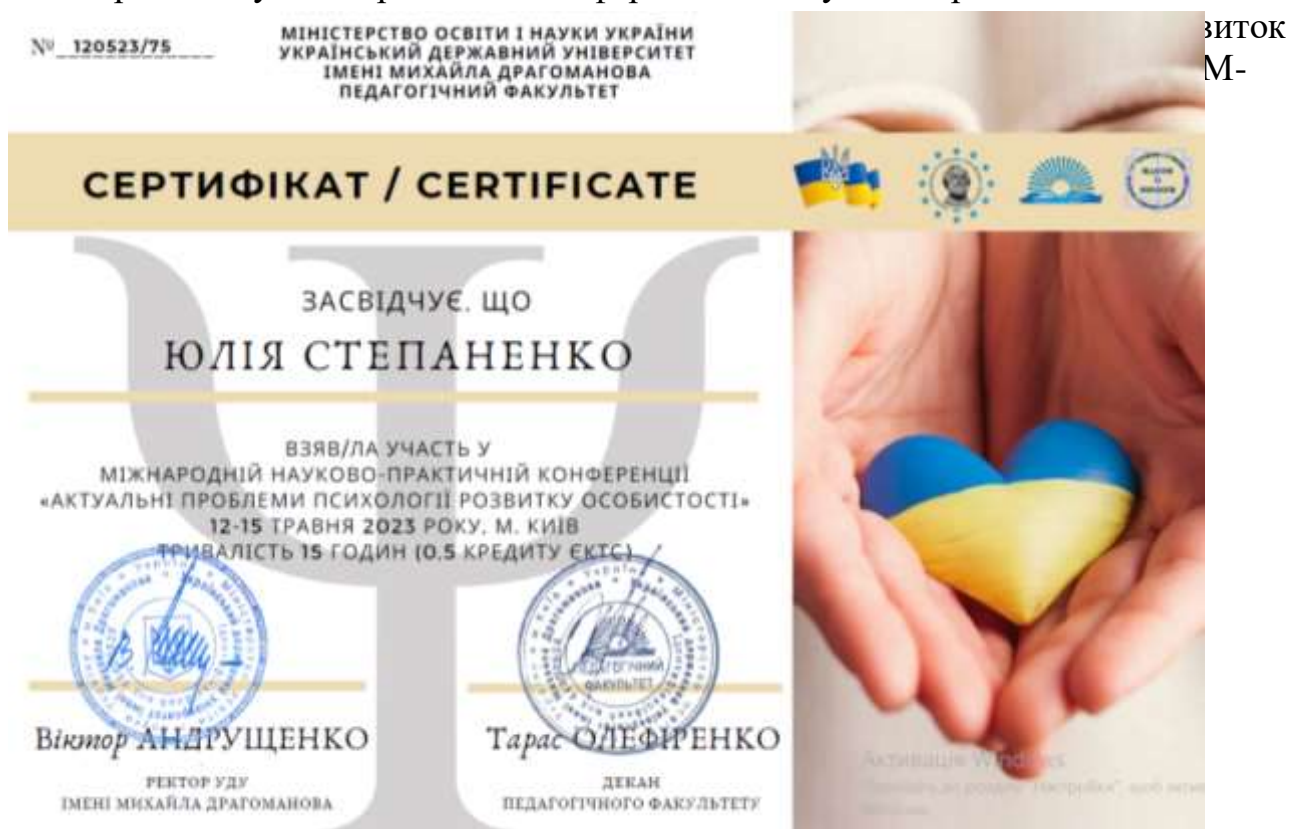 виток
М-
№ 120523/75
МІНІСТЕРСТВО ОСВІТИ І НАУКИ УКРАЇНИ
УКРАЇНСЬКИЙ ДЕРЖАВНИЙ УНІВЕРСИТЕТ
ІМЕНІ МИХАЙЛА ДРАГОМАНОВА
ПЕДАГОГІЧНИЙ ФАКУЛЬТЕТ
СЕРТИФІКАТ / CERTIFICATE
ЗАСВІДЧУЄ. ЩО
ЮЛІЯ СТЕПАНЕНКО
ВЗЯВ/ЛА УЧАСТЬ У
МІЖНАРОДНІЙ НАУКОВО-ПРАКТИЧНІЙ КОНФЕРЕНЦІЇ
«АКТУАЛЬНІ ПРОБЛЕМИ ПСИХОЛОГІЇ РОЗВИТКУ ОСОБИСТОСТІ»
12-15 ТРАВНЯ 2023 РОКУ, М. КИЇВ
ТРИВАЛІСТЬ 15 ГОДИН (0.5 КРЕДИТУ ЄКТС)
ПЕДАГОГІЧНИЙ
ФАКУЛЬТЕТ
Віктор АНДРУЩЕНКО
РЕКТОР УДУ
ІМЕНІ МИХАЙЛА ДРАГОМАНОВА
Тарас ОЛЕФІРЕНКО
ДЕКАН
ПЕДАГОГІЧНОГО ФАКУЛЬТЕТУ
Активація Windows